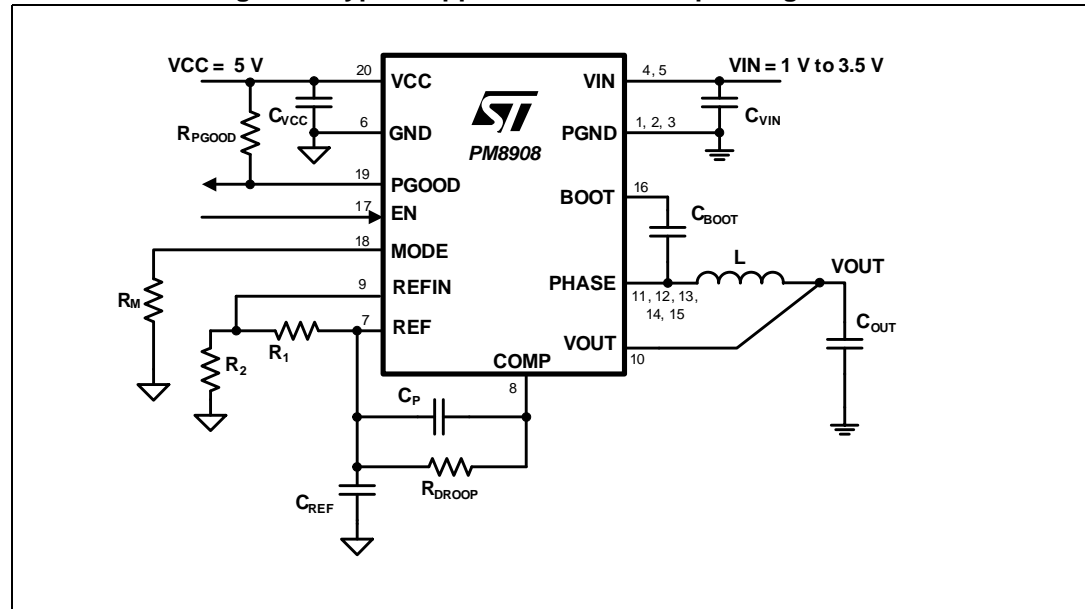 VCC = 5 V
20
VCC
VIN
4, 5
VIN = 1 V to 3.5 V
CVCC
CVIN
RPGOOD
6
GND
ST
PM8908
PGND
1, 2, 3
19
PGOOD
BOOT
16
17
EN
CBOOT
18
MODE
L
VOUT
RM
9
REFIN
PHASE
11, 12, 13,
14, 15
7
REF
R1
R2
VOUT
10
COUT
COMP
8
CP
RDROOP
CREF